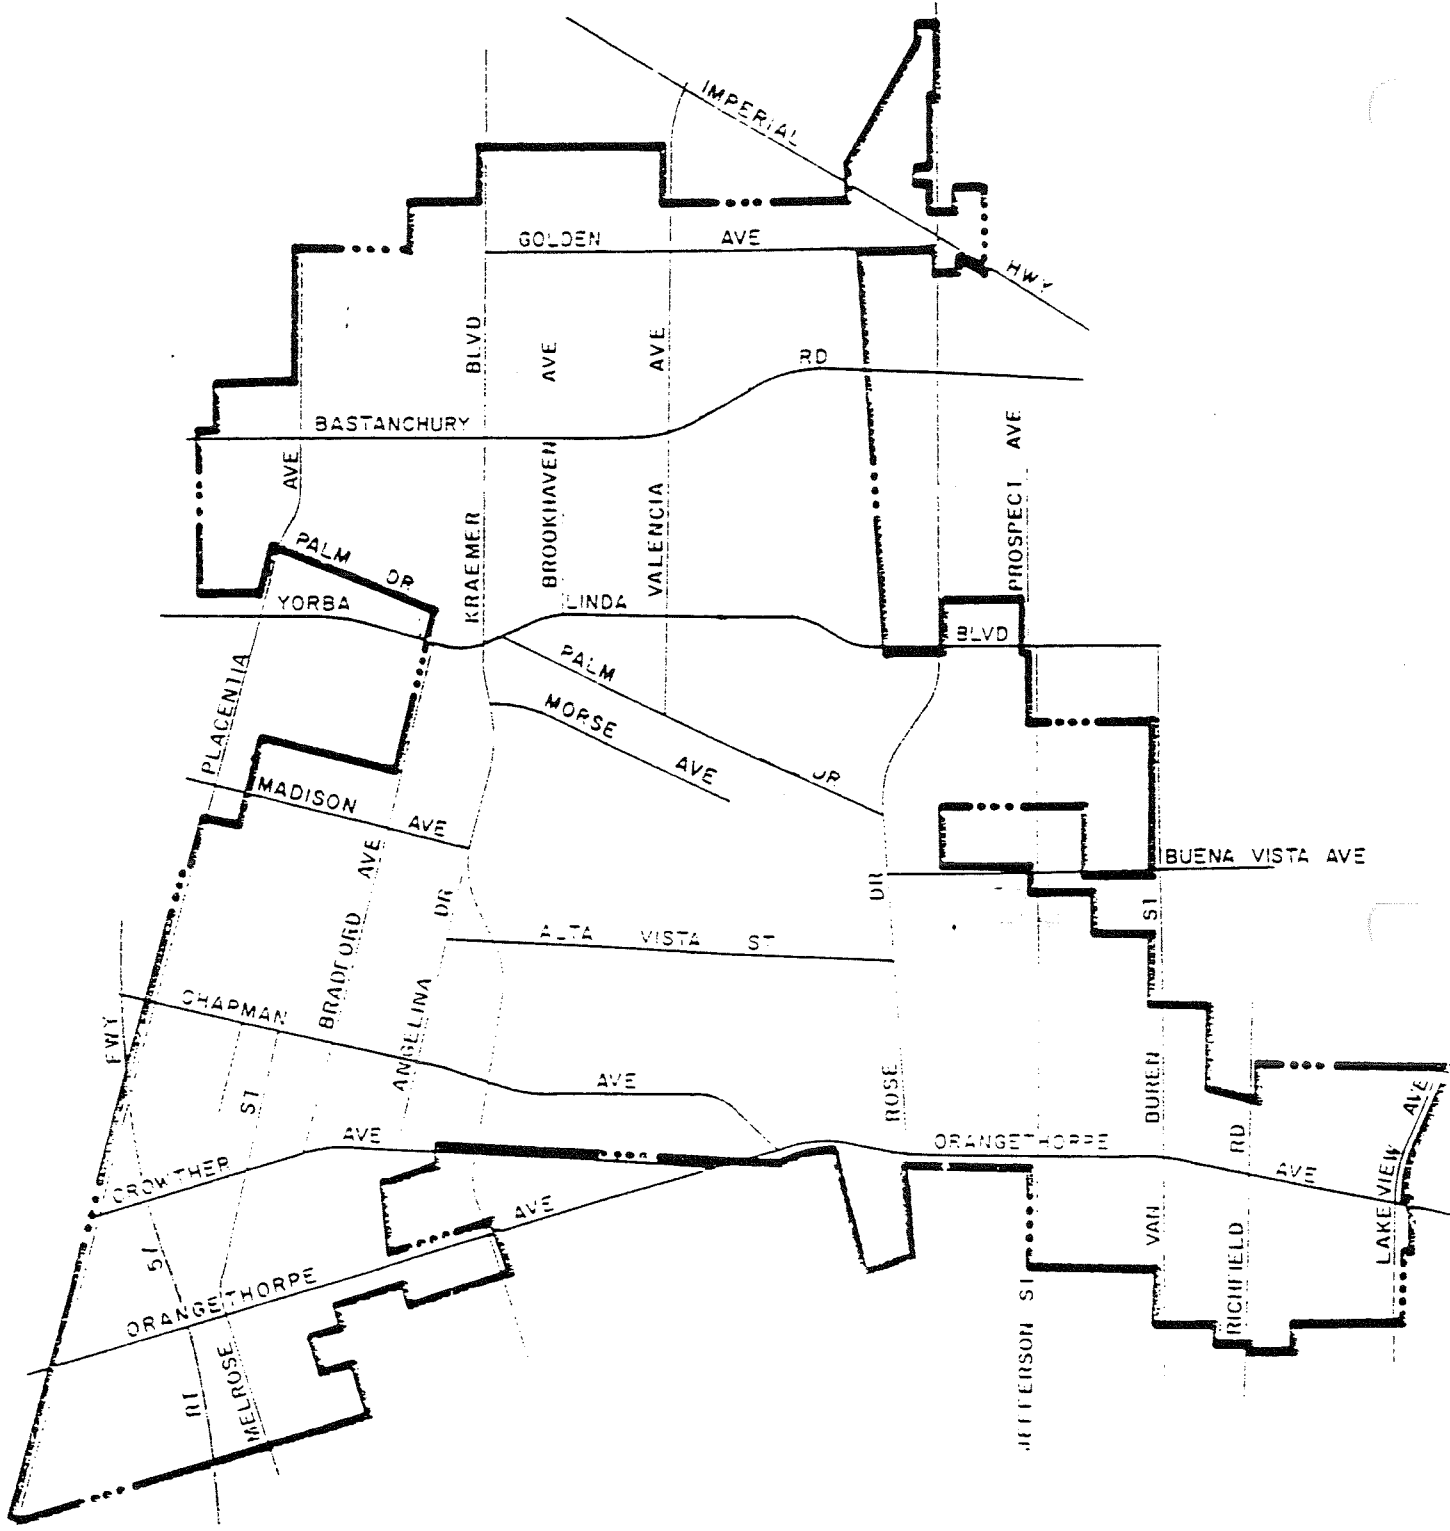 IMPERIAL
HWY
GOLDEN AVE
BLVD
AVE
AVE
RD
BASTANCHURY
AVE
PROSPECT AVE
KRAEMER
BROOKHAVEN
VALENCIA
PALM
DR
YORBA
LINDA
BLVD
PALM
PLACENTIA
MORSE
AVE
MADISON
AVE
AVE
BUENA VISTA AVE
DR
DR
ST
BRADFORD
ALTA VISTA ST
ANGELINA
CHAPMAN
FWY
AVE
ST
ROSE
BUREN
AVE
AVE
ORANGETHORPE
RD
AVE
CROWTHER
LAKEVIEW
AVE
VAN
57
RICHFIELD
ORANGETHORPE
JEFFERSON ST
MELROSE
RT